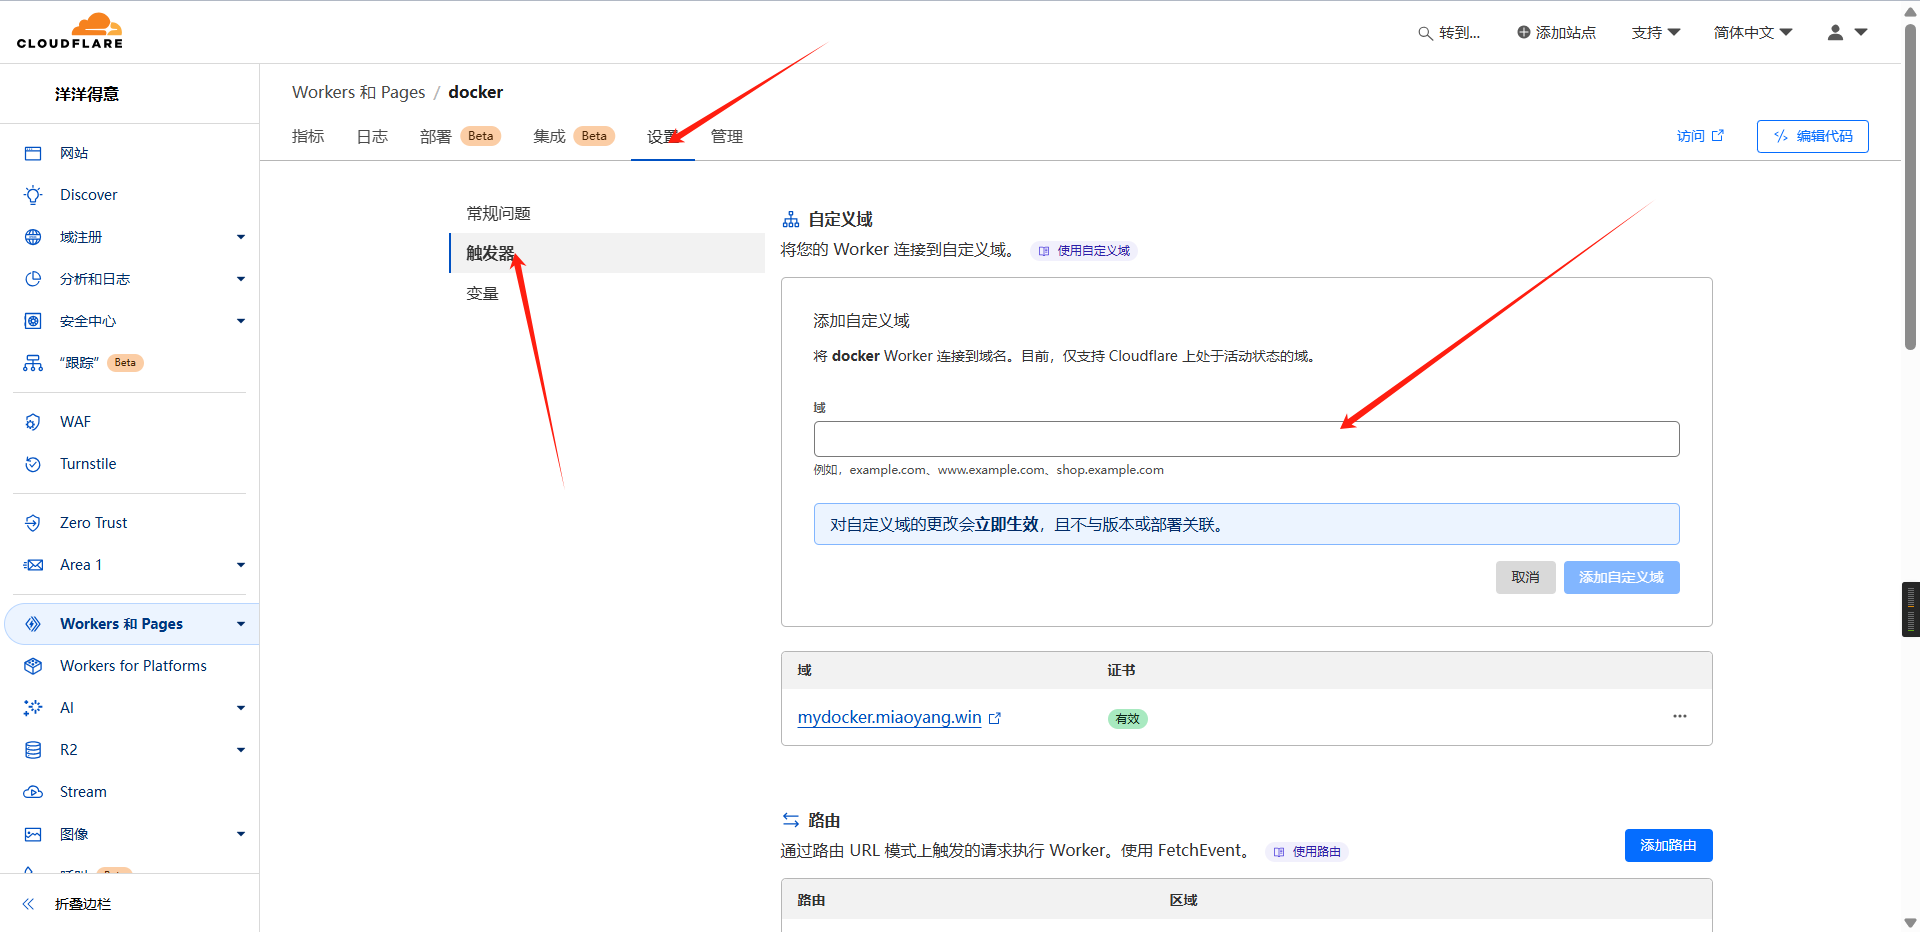 CLOUDFLARE
转到...
添加站点
支持
简体中文
洋洋得意
网站
Discover
域注册
分析和日志
安全中心
“跟踪” Beta
WAF
Turnstile
Zero Trust
Area 1
Workers 和 Pages
Workers for Platforms
AI
R2
Stream
图像
折叠边栏
Workers 和 Pages / docker
指标
日志
部署 Beta
集成 Beta
设置
管理
访问
编辑代码
常规问题
触发器
变量
自定义域
将您的 Worker 连接到自定义域。 使用自定义域
添加自定义域
将 docker Worker 连接到域名。目前，仅支持 Cloudflare 上处于活动状态的域。
域
例如，example.com、www.example.com、shop.example.com
对自定义域的更改会立即生效，且不与版本或部署关联。
取消
添加自定义域
域 证书
mydocker.miaoyang.win 有效
路由
通过路由 URL 模式上触发的请求执行 Worker。使用 FetchEvent。 使用路由
添加路由
路由 区域